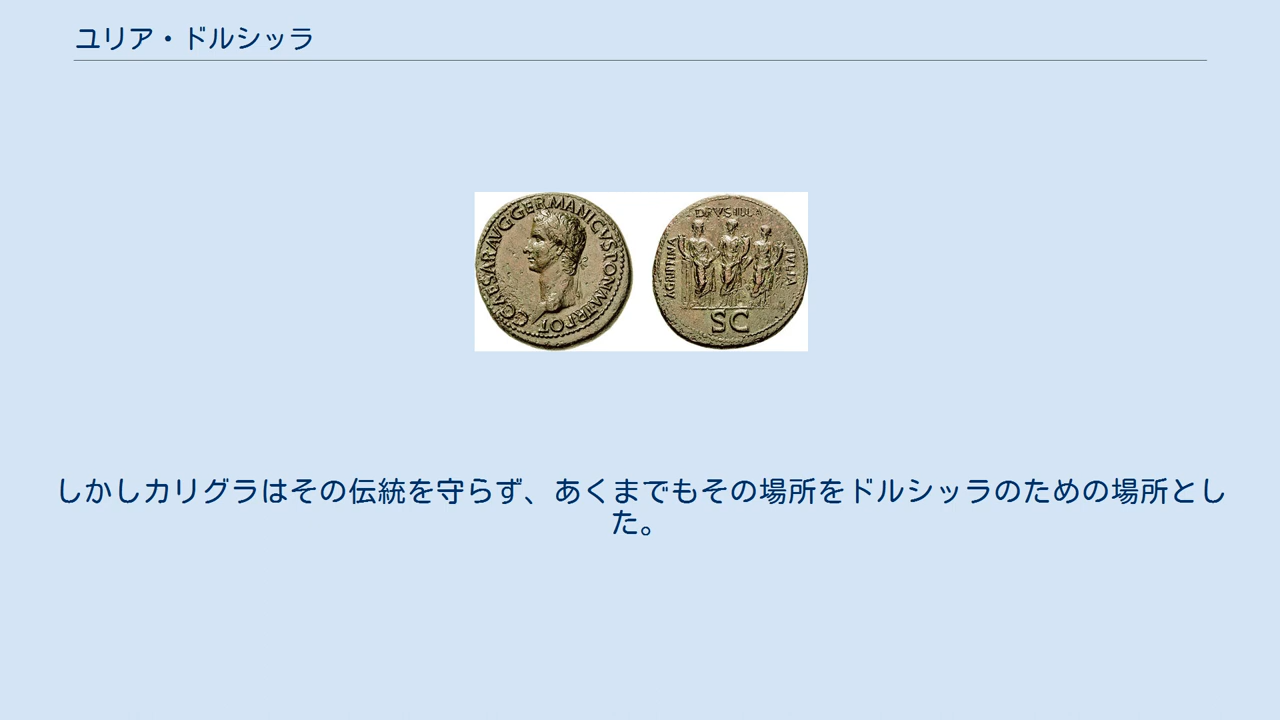 ユリア・ドルシッラ
C CAESAR AVG GERMANICVS PON M TR POT
AGRIPPINA DRVSILLA IVLIA
SC
しかしカリグラはその伝統を守らず、あくまでもその場所をドルシッラのための場所とし
た。